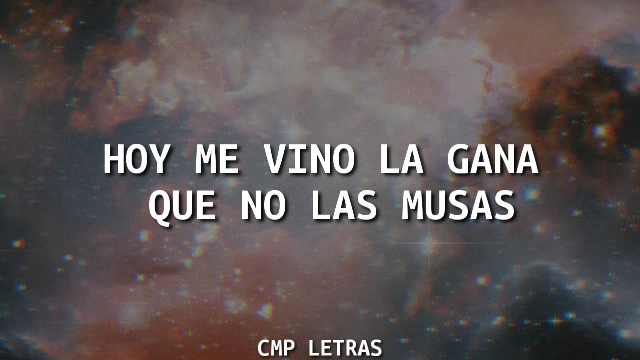 HOY ME VINO LA GANA
QUE NO LAS MUSAS
CMP LETRAS